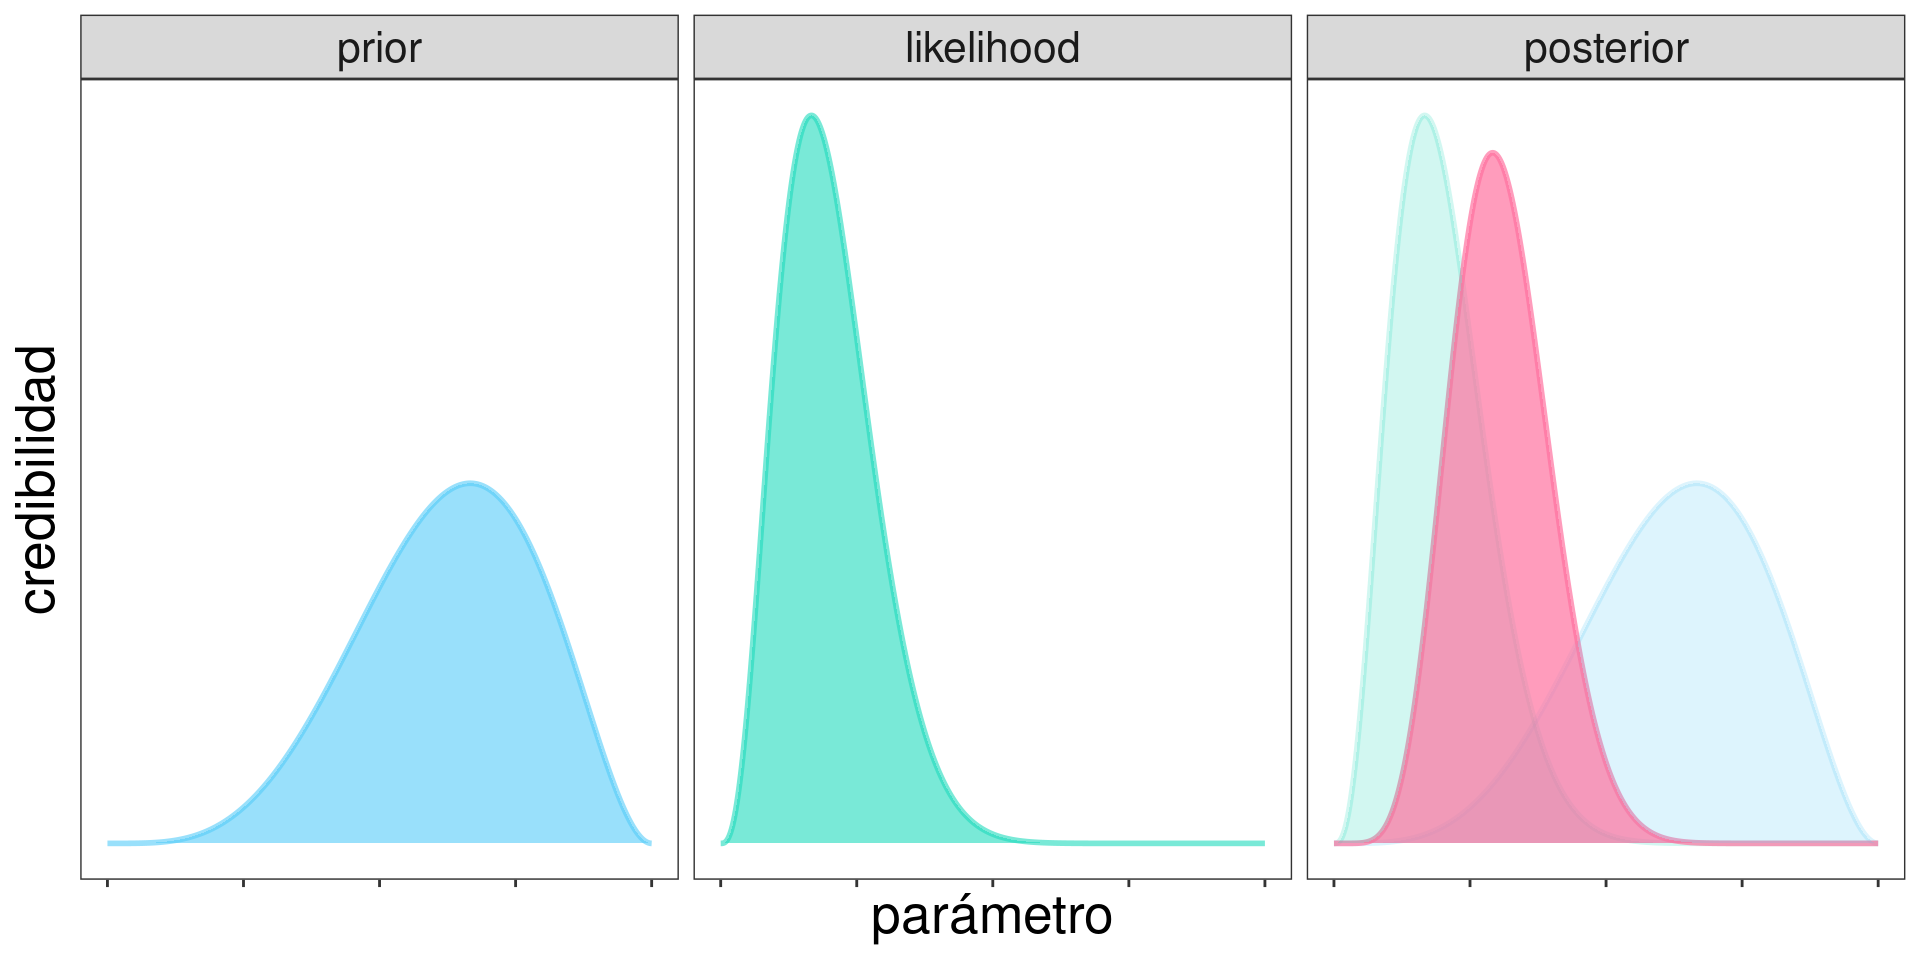 prior
likelihood
posterior
credibilidad
parámetro